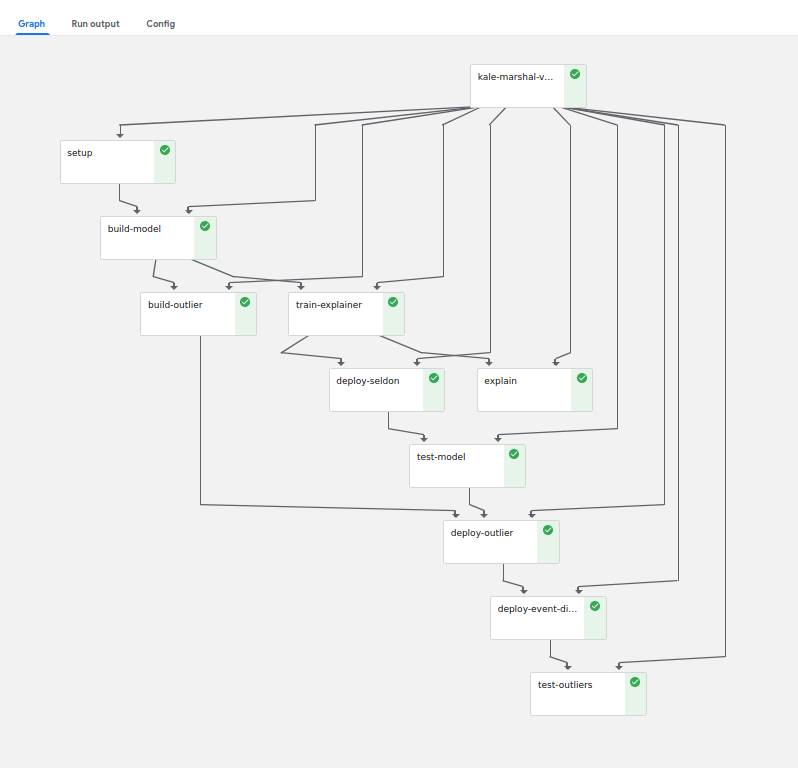 Graph Run output Config
kale-marshal-v...
setup
build-model
build-outlier train-explainer
deploy-seldon explain
test-model
deploy-outlier
deploy-event-di...
test-outliers